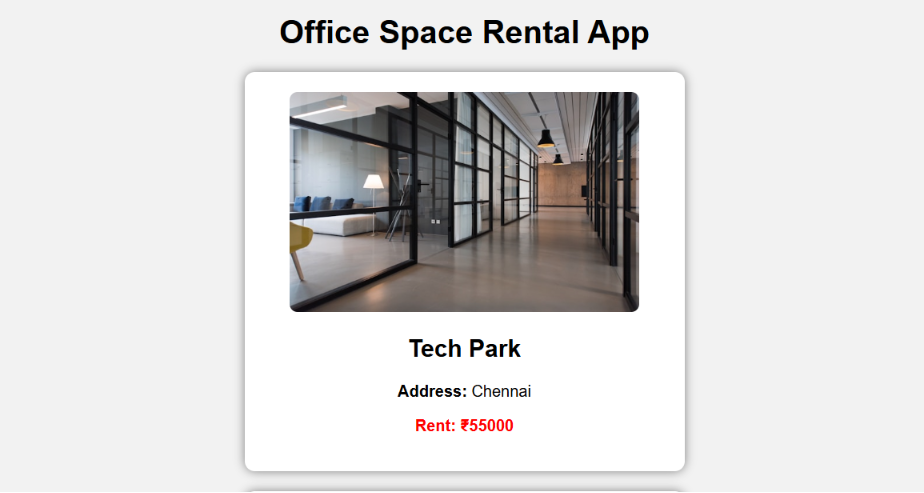 Office Space Rental App
Tech Park
Address: Chennai
Rent: ₹55000